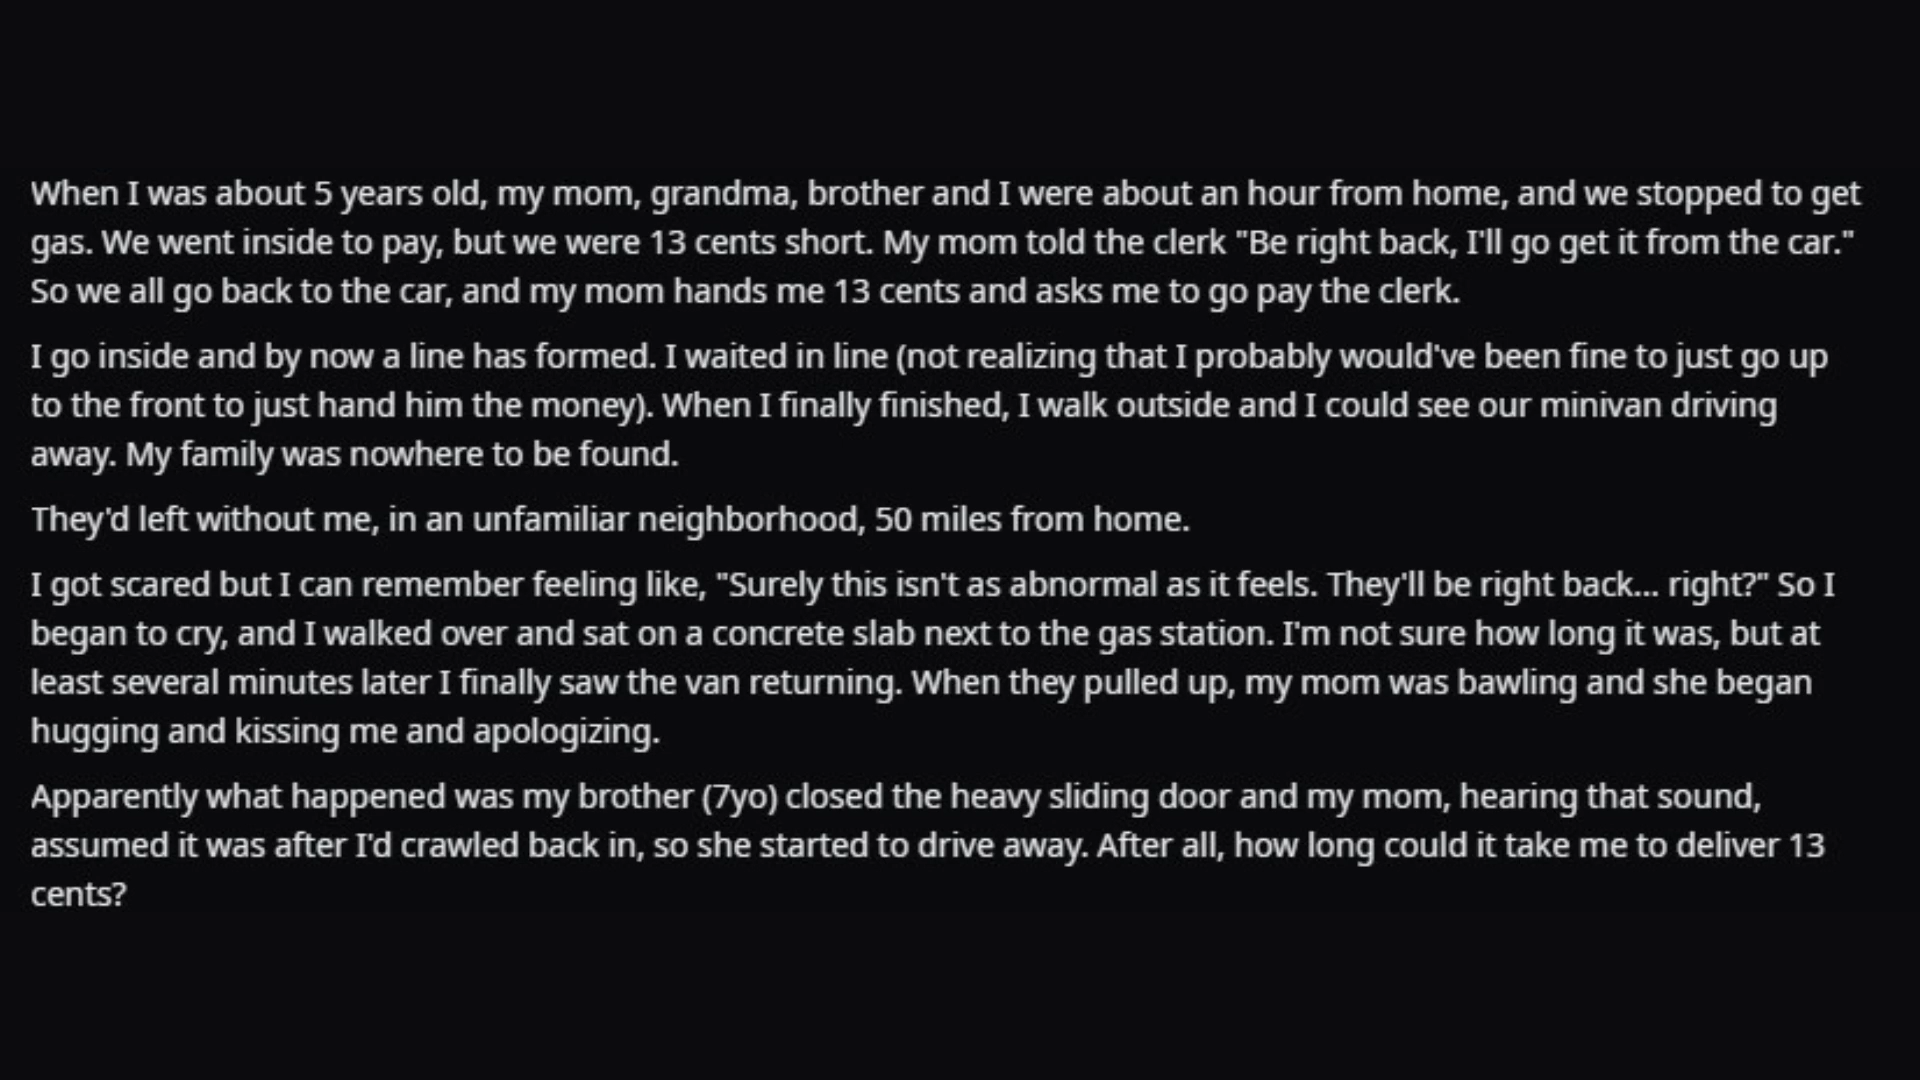 When I was about 5 years old, my mom, grandma, brother and I were about an hour from home, and we stopped to get
gas. We went inside to pay, but we were 13 cents short. My mom told the clerk "Be right back, I'll go get it from the car."
So we all go back to the car, and my mom hands me 13 cents and asks me to go pay the clerk.
I go inside and by now a line has formed. I waited in line (not realizing that I probably would've been fine to just go up
to the front to just hand him the money). When I finally finished, I walk outside and I could see our minivan driving
away. My family was nowhere to be found.
They'd left without me, in an unfamiliar neighborhood, 50 miles from home.
I got scared but I can remember feeling like, "Surely this isn't as abnormal as it feels. They'll be right back... right?" So I
began to cry, and I walked over and sat on a concrete slab next to the gas station. I'm not sure how long it was, but at
least several minutes later I finally saw the van returning. When they pulled up, my mom was bawling and she began
hugging and kissing me and apologizing.
Apparently what happened was my brother (7yo) closed the heavy sliding door and my mom, hearing that sound,
assumed it was after I'd crawled back in, so she started to drive away. After all, how long could it take me to deliver 13
cents?